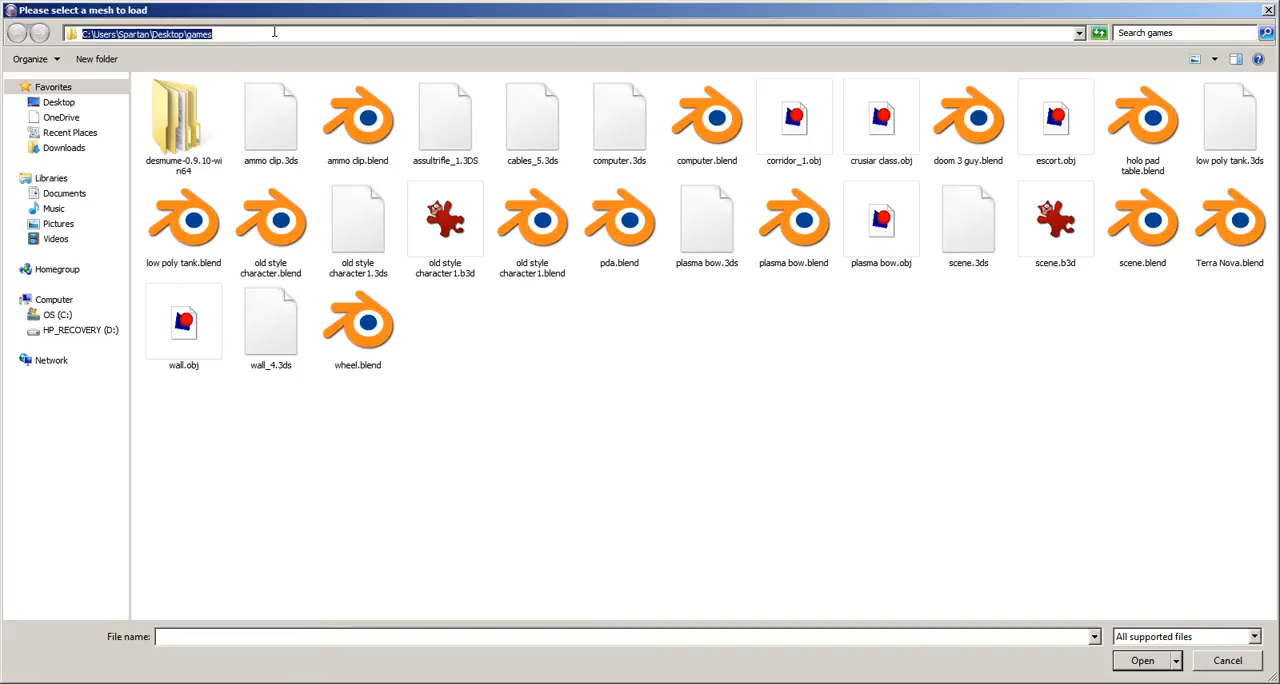 Please select a mesh to load
C:\Users\Spartan\Desktop\games
Search games
Organize
New folder
Favorites
Desktop
OneDrive
Recent Places
Downloads
Libraries
Documents
Music
Pictures
Videos
Homegroup
Computer
OS (C:)
HP_RECOVERY (D:)
Network
desmume-0.9.10-wi
n64
ammo clip.3ds
ammo clip.blend
assultrifle_1.3DS
cables_5.3ds
computer.3ds
computer.blend
corridor_1.obj
crusiar class.obj
doom 3 guy.blend
escort.obj
holo pad
table.blend
low poly tank.3ds
low poly tank.blend
old style
character.blend
old style
character1.3ds
old style
character1.b3d
old style
character1.blend
pda.blend
plasma bow.3ds
plasma bow.blend
plasma bow.obj
scene.3ds
scene.b3d
scene.blend
Terra Nova.blend
wall.obj
wall_4.3ds
wheel.blend
File name:
All supported files
Open
Cancel